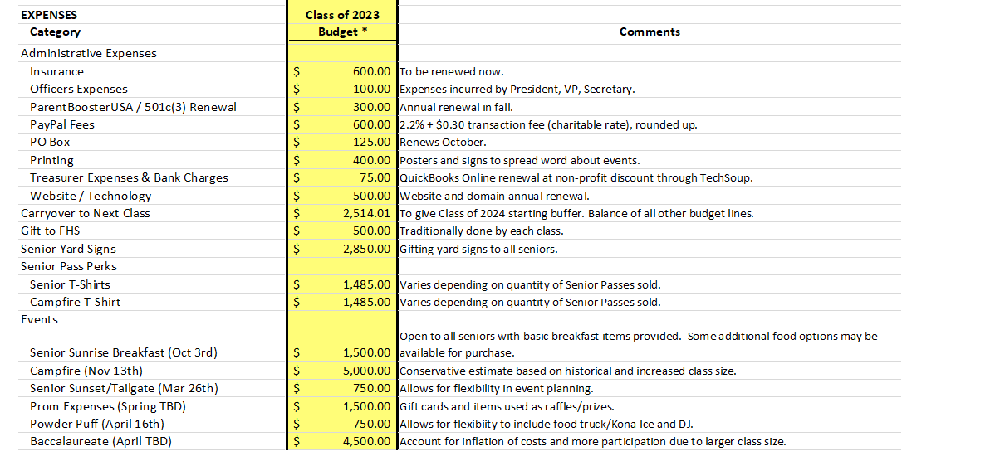 EXPENSES Class of 2023
Category Budget * Comments
Administrative Expenses
Insurance $ 600.00 To be renewed now.
Officers Expenses $ 100.00 Expenses incurred by President, VP, Secretary.
ParentBoosterUSA / 501c(3) Renewal $ 300.00 Annual renewal in fall.
PayPal Fees $ 600.00 2.2% + $0.30 transaction fee (charitable rate), rounded up.
PO Box $ 125.00 Renews October.
Printing $ 400.00 Posters and signs to spread word about events.
Treasurer Expenses & Bank Charges $ 75.00 QuickBooks Online renewal at non-profit discount through TechSoup.
Website / Technology $ 500.00 Website and domain annual renewal.
Carryover to Next Class $ 2,514.01 To give Class of 2024 starting buffer. Balance of all other budget lines.
Gift to FHS $ 500.00 Traditionally done by each class.
Senior Yard Signs $ 2,850.00 Gifting yard signs to all seniors.
Senior Pass Perks
Senior T-Shirts $ 1,485.00 Varies depending on quantity of Senior Passes sold.
Campfire T-Shirt $ 1,485.00 Varies depending on quantity of Senior Passes sold.
Events
Open to all seniors with basic breakfast items provided. Some additional food options may be
Senior Sunrise Breakfast (Oct 3rd) $ 1,500.00 available for purchase.
Campfire (Nov 13th) $ 5,000.00 Conservative estimate based on historical and increased class size.
Senior Sunset/Tailgate (Mar 26th) $ 750.00 Allows for flexibility in event planning.
Prom Expenses (Spring TBD) $ 1,500.00 Gift cards and items used as raffles/prizes.
Powder Puff (April 16th) $ 750.00 Allows for flexibiity to include food truck/Kona Ice and DJ.
Baccalaureate (April TBD) $ 4,500.00 Account for inflation of costs and more participation due to larger class size.